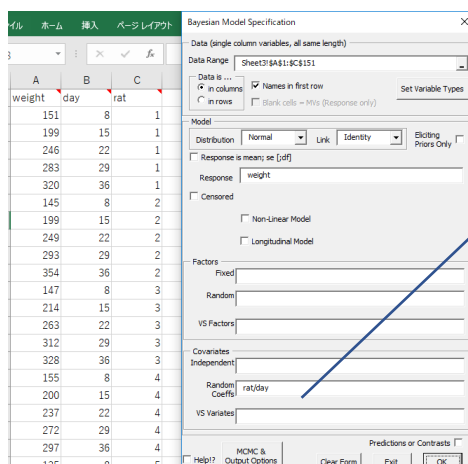 イル ホーム 挿入 ページ レイアウト
fx
A B C
weight day rat
151 8 1
199 15 1
246 22 1
283 29 1
320 36 1
145 8 2
199 15 2
249 22 2
293 29 2
354 36 2
147 8 3
214 15 3
263 22 3
312 29 3
328 36 3
155 8 4
200 15 4
237 22 4
272 29 4
297 36 4
Bayesian Model Specification
Data (single column variables, all same length)
Data Range Sheet3!$A$1:$C$151
Data is ...
in columns
in rows
Names in first row
Blank cells = MVs (Response only)
Set Variable Types
Model
Distribution Normal Link Identity Eliciting Priors Only
Response is mean; se [;df]
Response weight
Censored
Non-Linear Model
Longitudinal Model
Factors
Fixed
Random
VS Factors
Covariates
Independent
Random Coeffs rat/day
VS Variates
Predictions or Contrasts
Help!? MCMC & Output Options Clear Form Exit OK